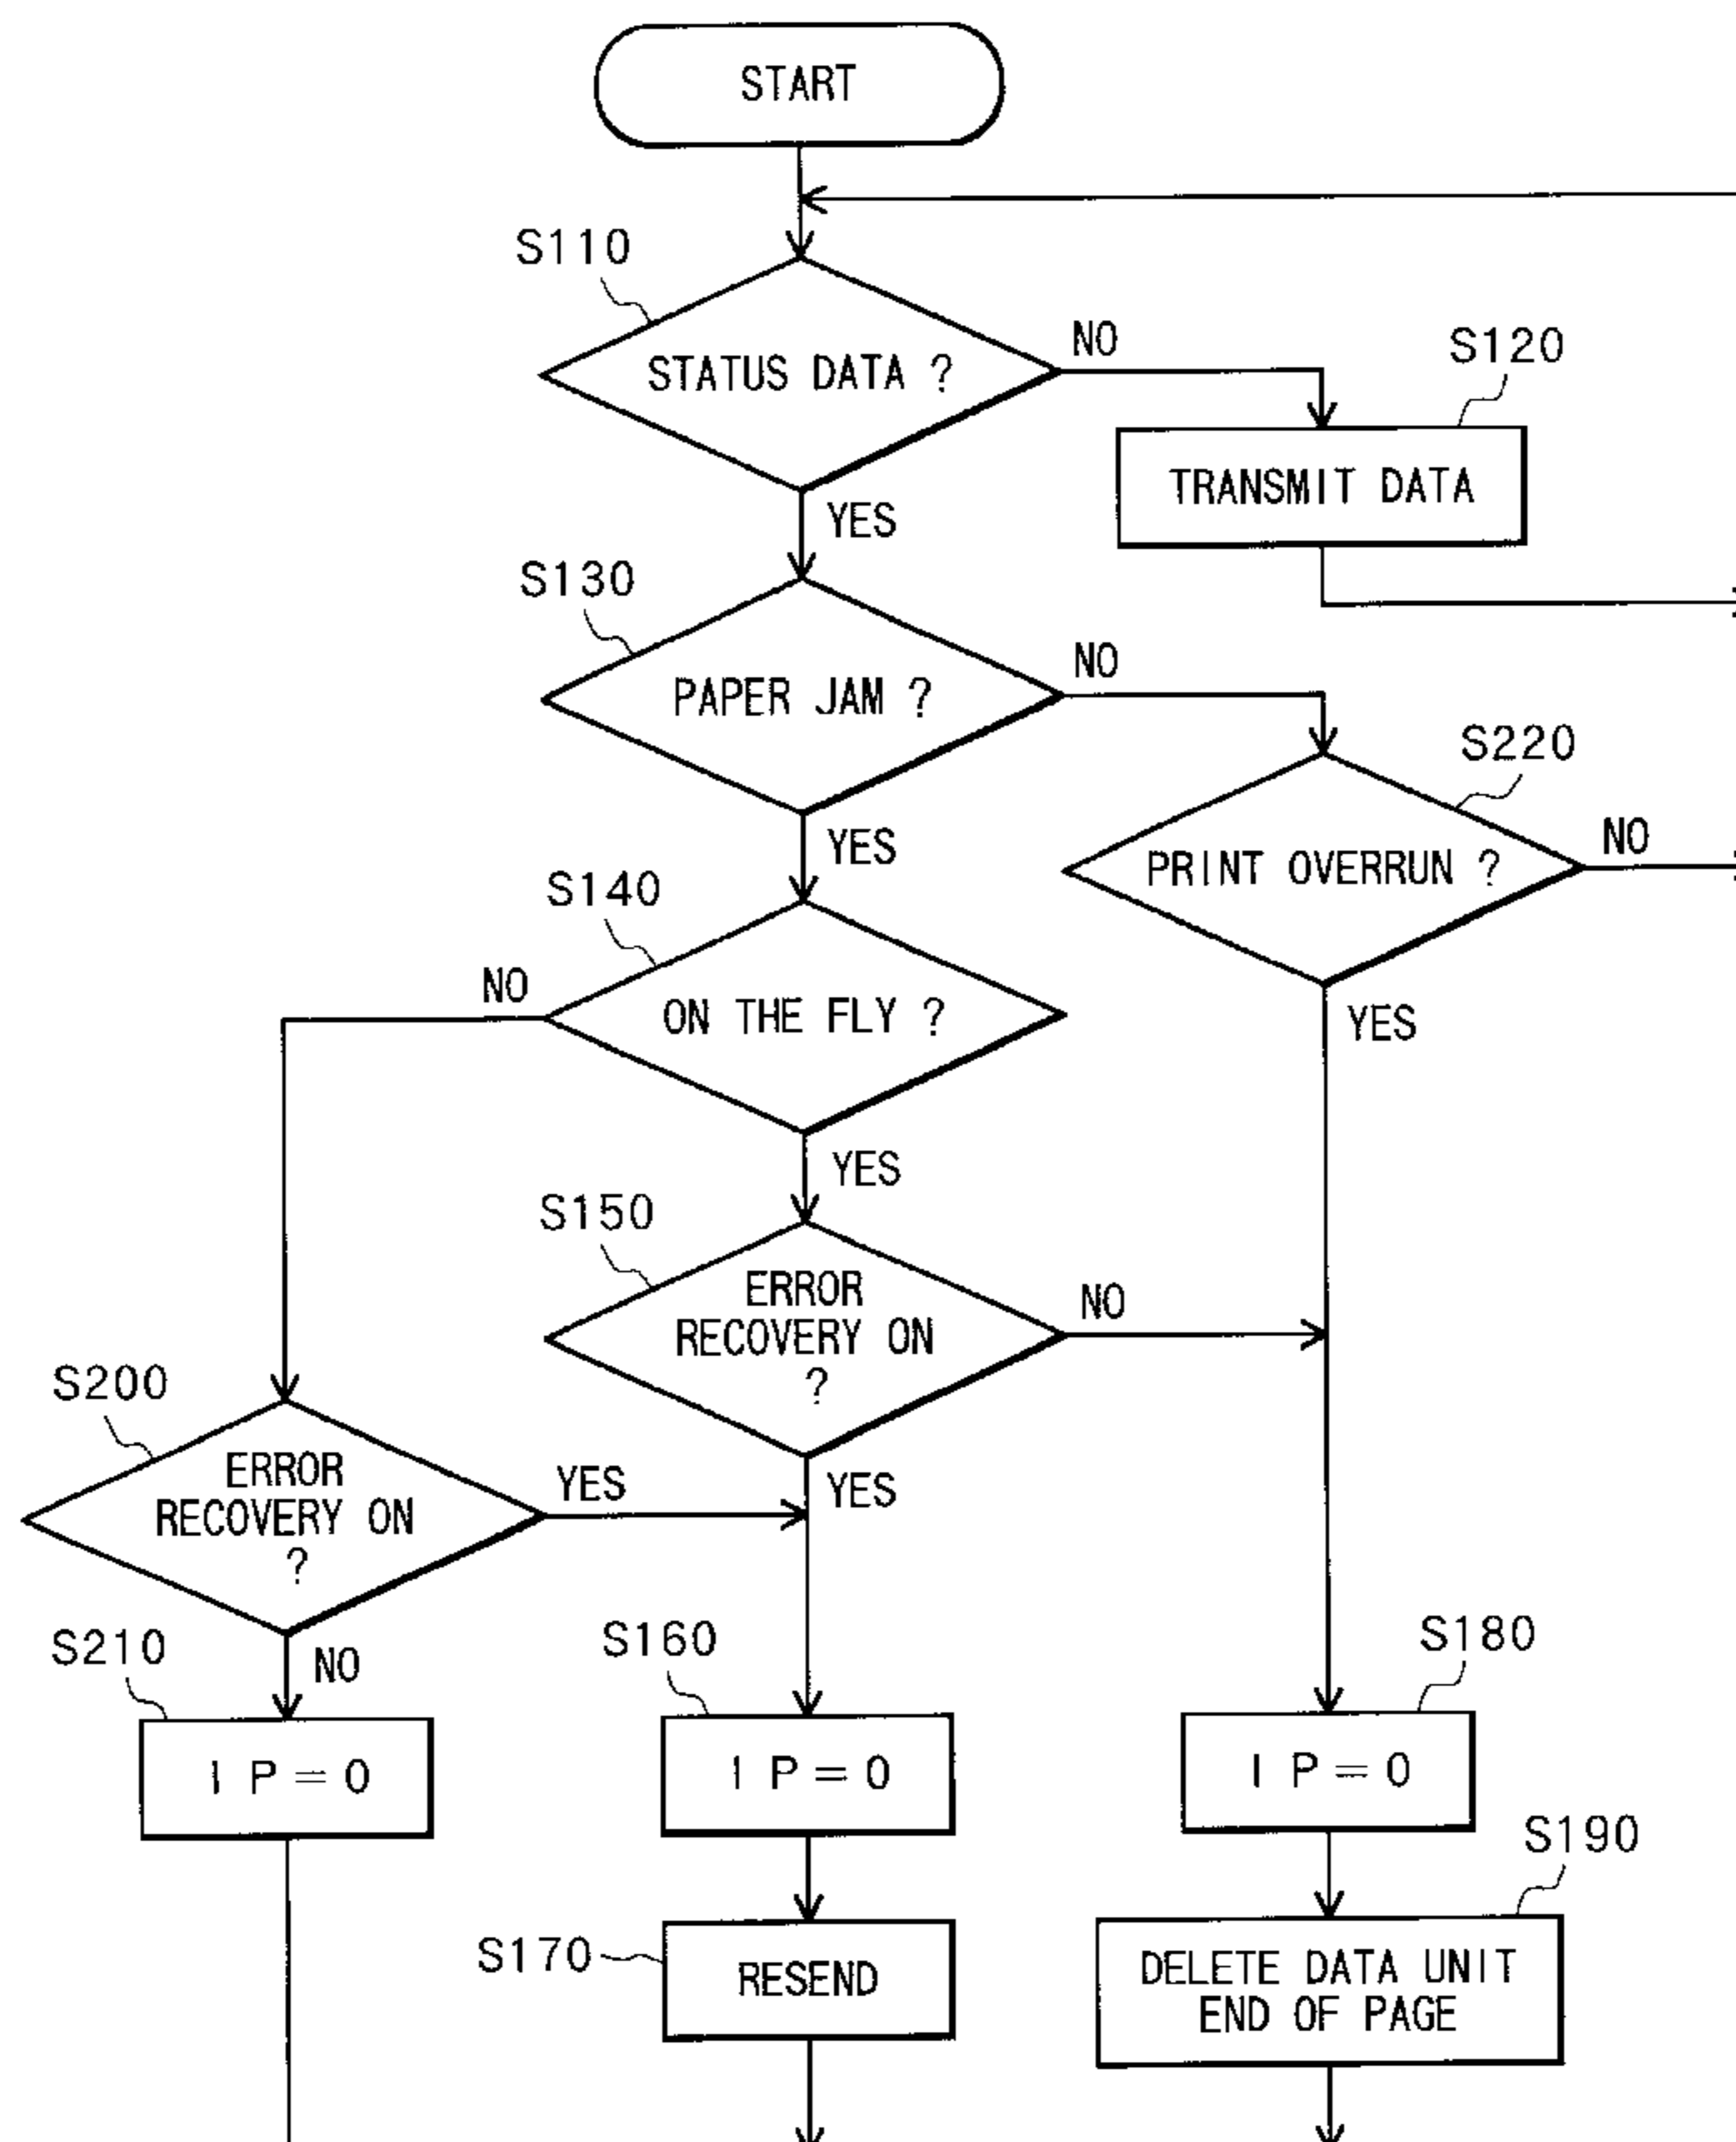 START
S110
STATUS DATA ?
NO
S120
TRANSMIT DATA
YES
S130
PAPER JAM ?
NO
S220
PRINT OVERRUN ?
NO
YES
S140
NO
ON THE FLY ?
YES
YES
S150
ERROR
RECOVERY ON
?
NO
S200
ERROR
RECOVERY ON
?
YES
YES
S210
NO
S160
S180
I P = 0
I P = 0
I P = 0
S190
S170
RESEND
DELETE DATA UNIT
END OF PAGE